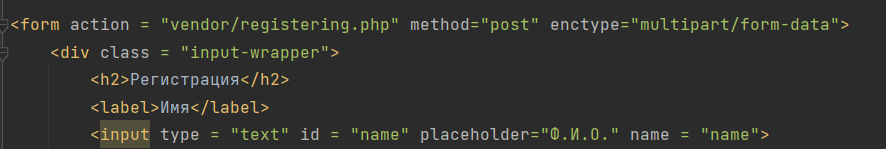 <form action = "vendor/registering.php" method="post" enctype="multipart/form-data">
<div class = "input-wrapper">
<h2>Регистрация</h2>
<label>Имя</label>
<input type = "text" id = "name" placeholder="Ф.И.О." name = "name">